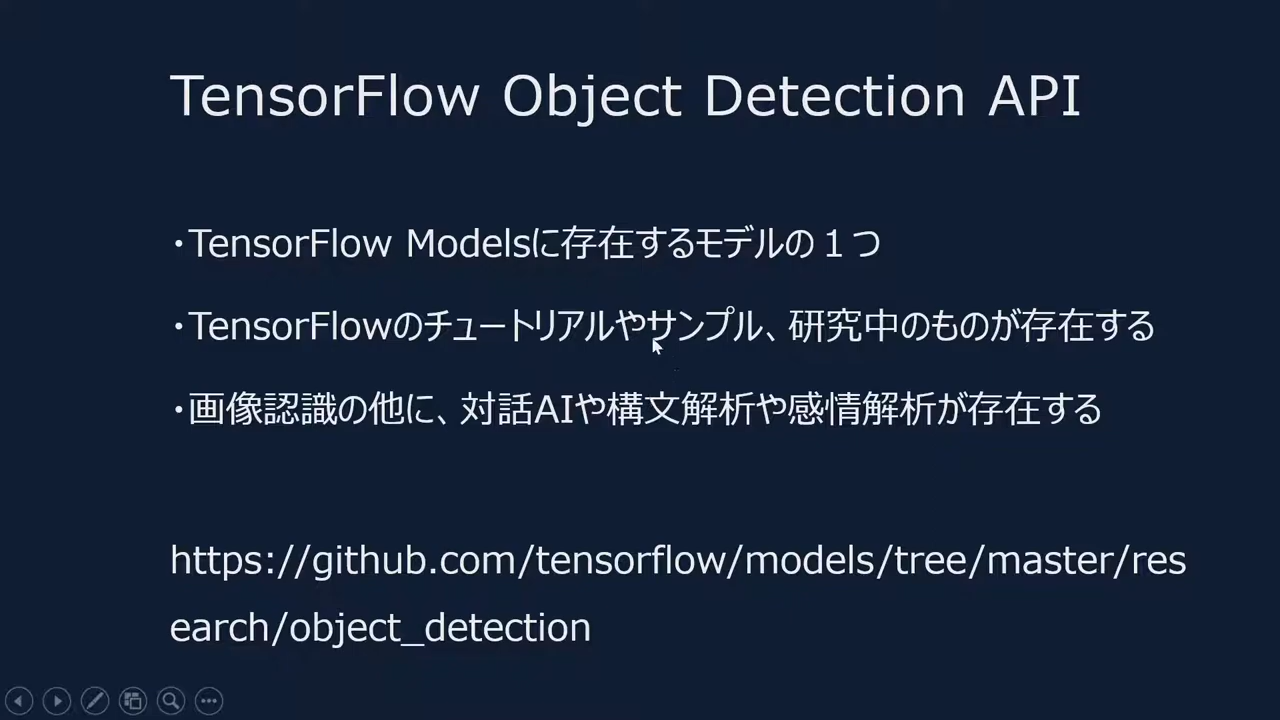 TensorFlow Object Detection API
・TensorFlow Modelsに存在するモデルの１つ
・TensorFlowのチュートリアルやサンプル、研究中のものが存在する
・画像認識の他に、対話AIや構文解析や感情解析が存在する
https://github.com/tensorflow/models/tree/master/res
earch/object_detection